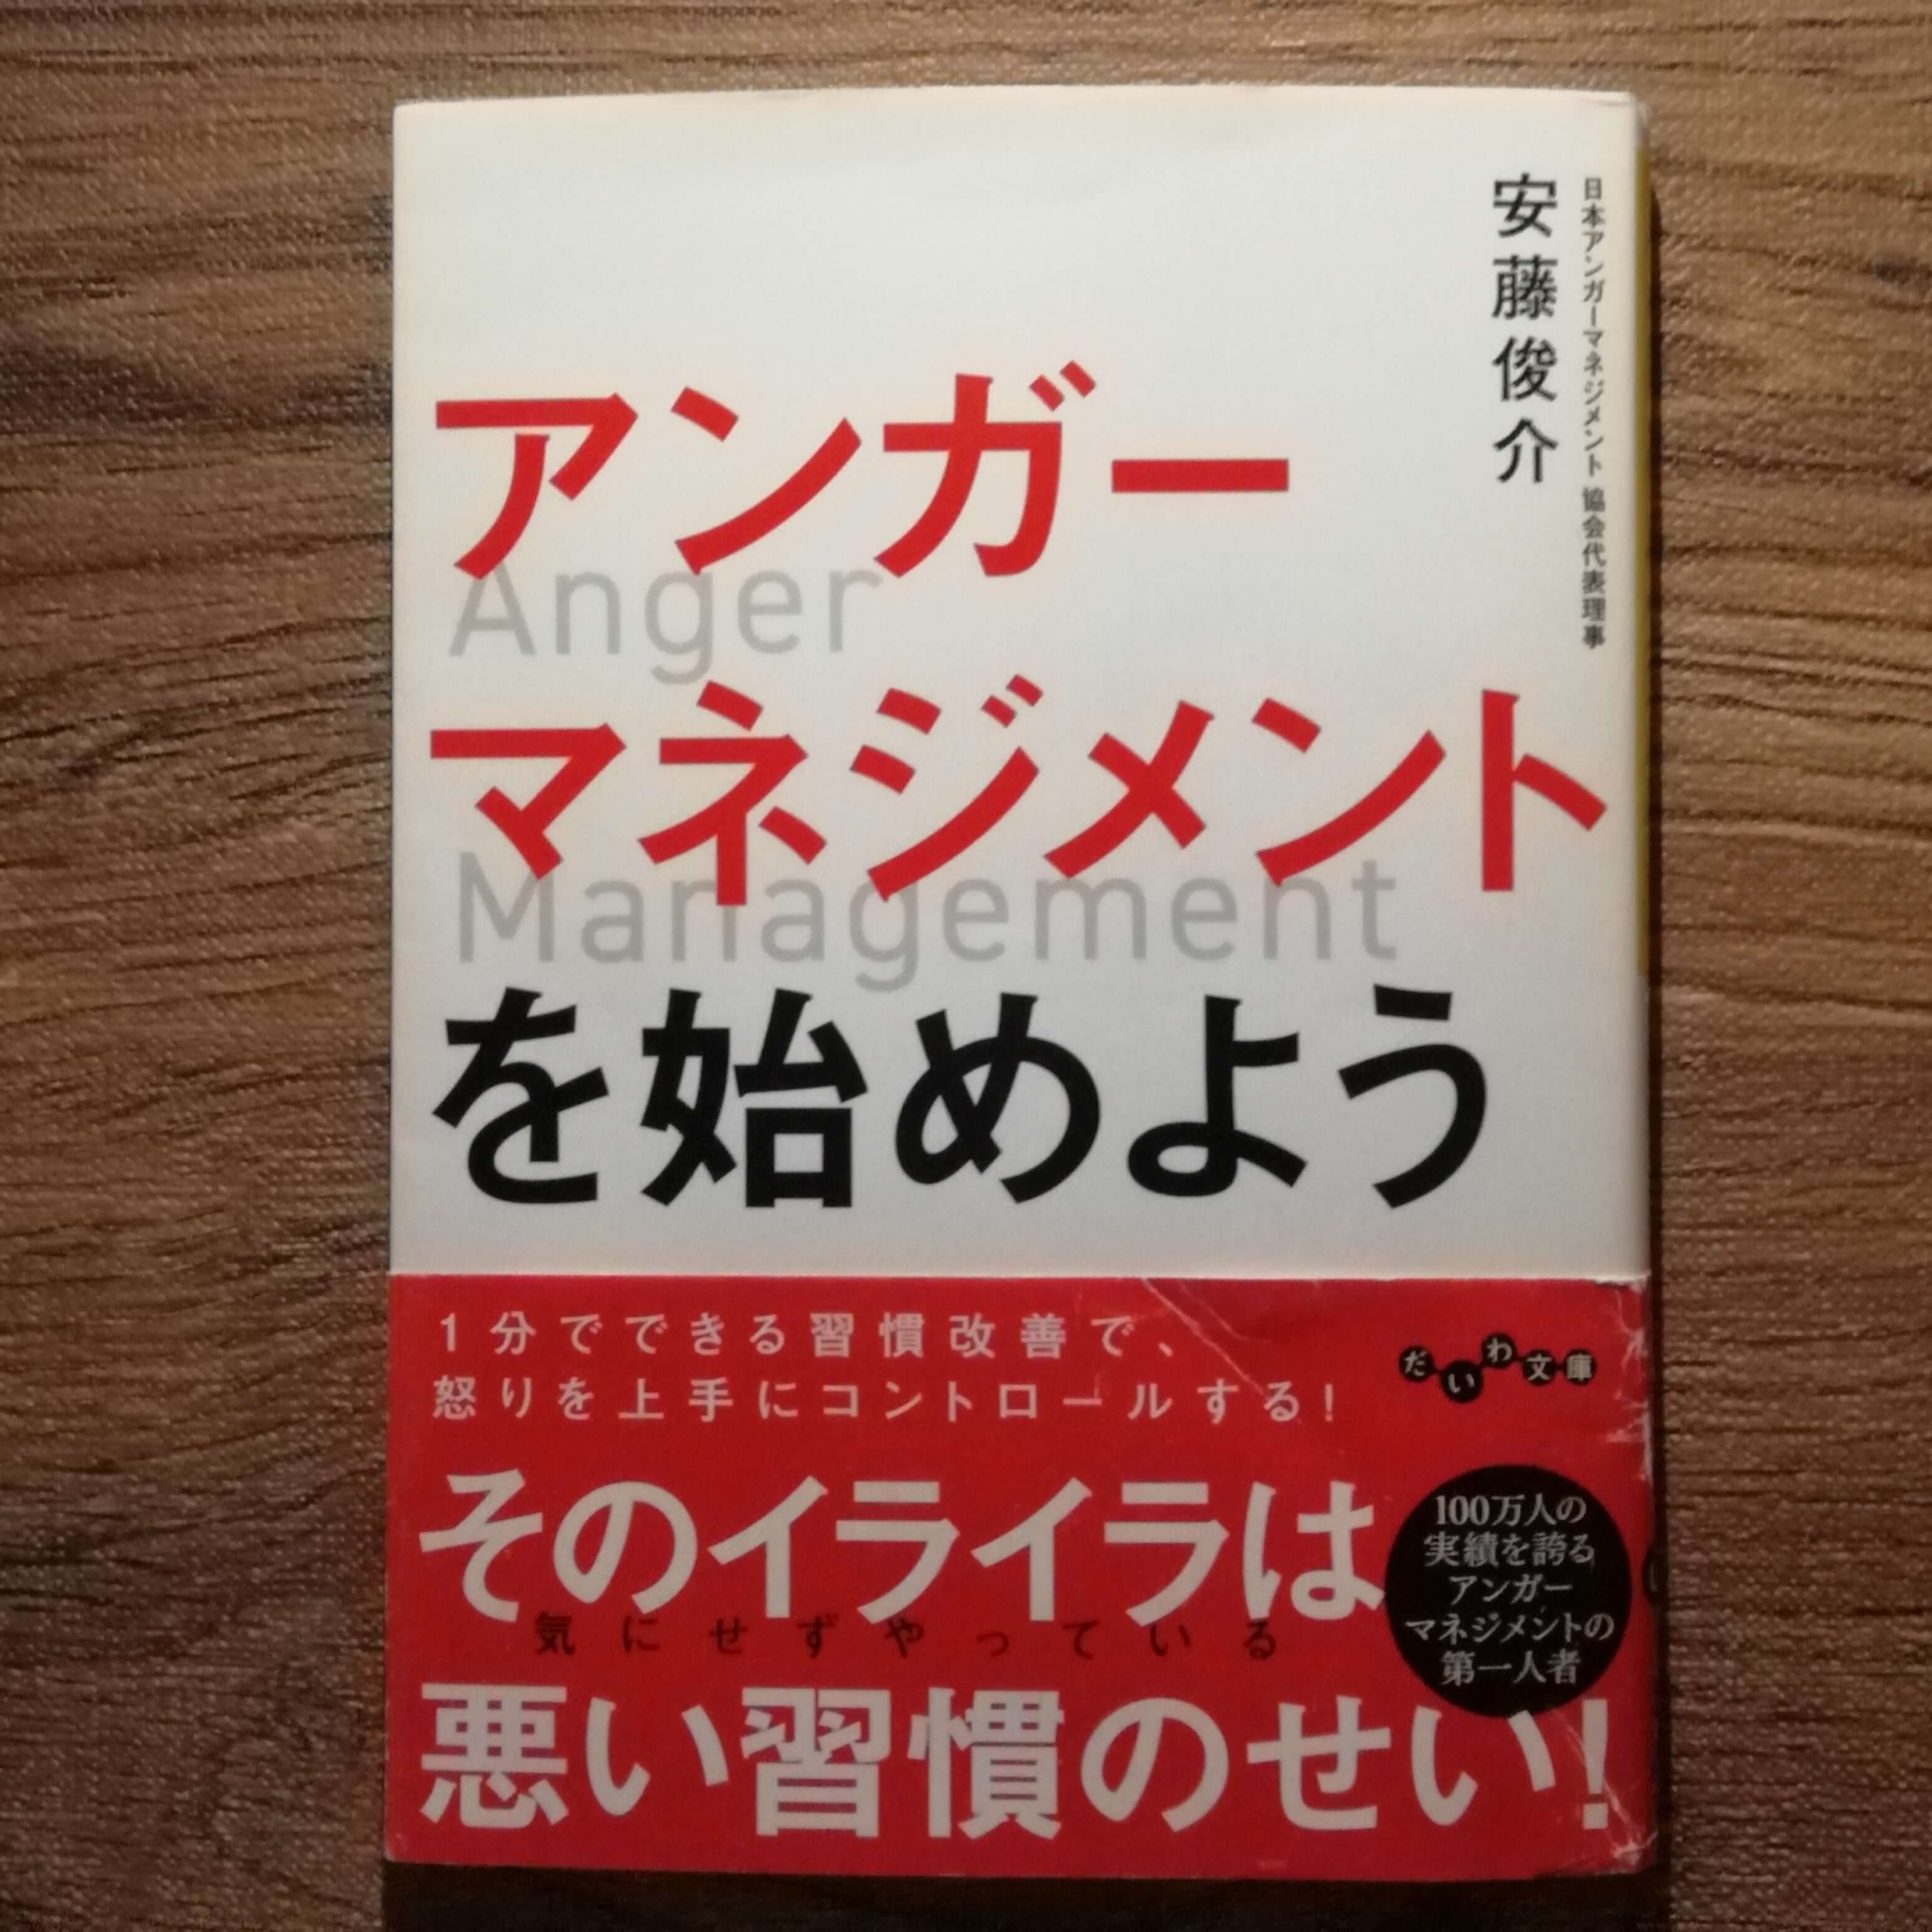 日本アンガーマネジメント協会代表理事
安藤俊介
アンガー
Anger
マネジメント
Management
を始めよう
1分でできる習慣改善で、
怒りを上手にコントロールする!
だいわ文庫
そのイライラは
気にせずやっている
悪い習慣のせい!
100万人の
実績を誇る
アンガー
マネジメントの
第一人者